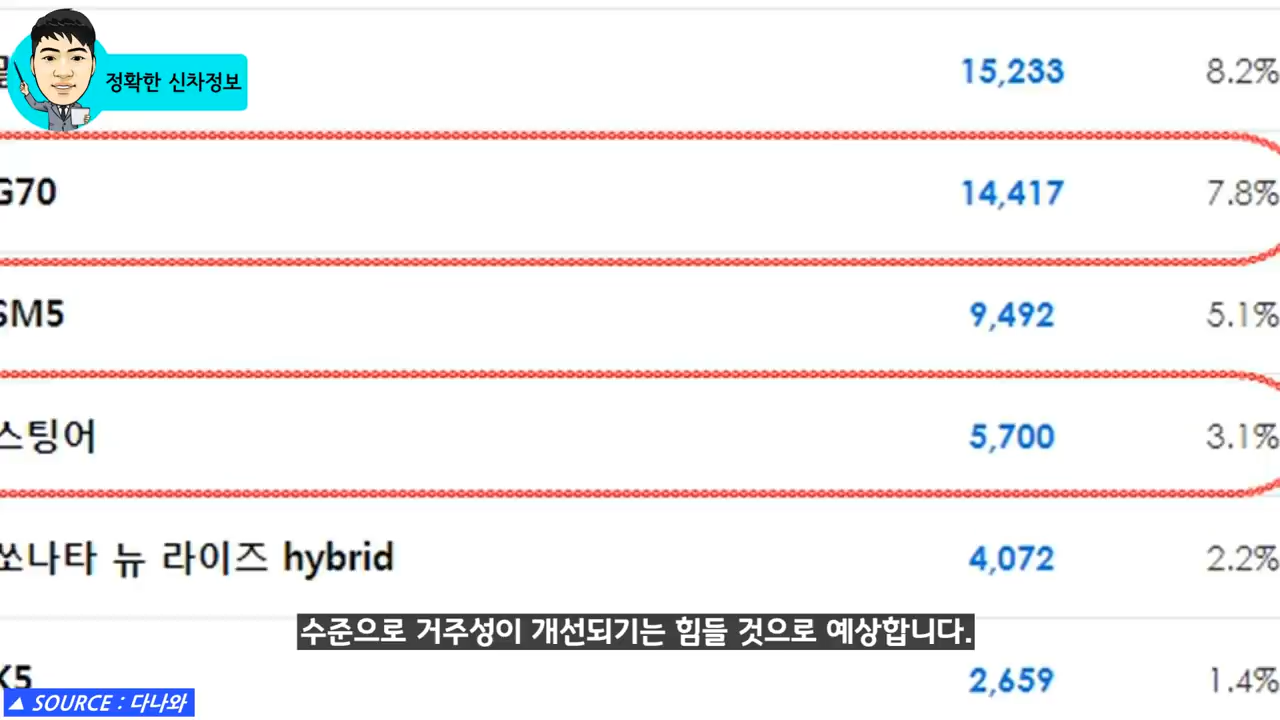 정확한 신차정보
15,233 8.2%
G70 14,417 7.8%
SM5 9,492 5.1%
스팅어 5,700 3.1%
쏘나타 뉴 라이즈 hybrid 4,072 2.2%
수준으로 거주성이 개선되기는 힘들 것으로 예상합니다.
K5 2,659 1.4%
▲ SOURCE : 다나와